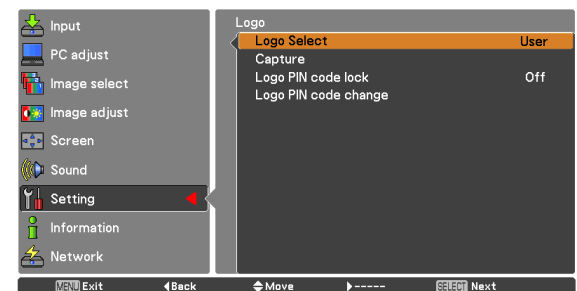 Input
PC adjust
Image select
Image adjust
Screen
Sound
Setting
Information
Network
Logo
Logo Select User
Capture
Logo PIN code lock Off
Logo PIN code change
MENU Exit Back Move ----- SELECT Next